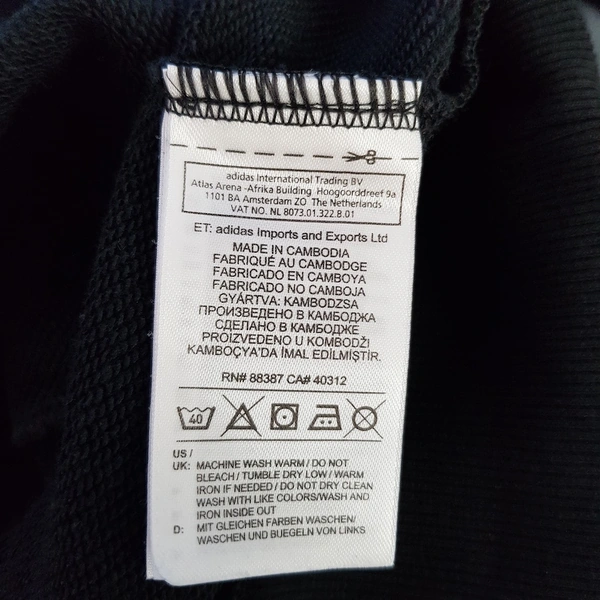 adidas International Trading BV
Atlas Arena -Afrika Building Hoogoorddreef 9a
1101 BA Amsterdam ZO The Netherlands
VAT NO. NL 8073.01.322.B.01
ET: adidas Imports and Exports Ltd
MADE IN CAMBODIA
FABRIQUÉ AU CAMBODGE
FABRICADO EN CAMBOYA
FABRICADO NO CAMBOJA
GYÁRTVA: KAMBODZSA
ПРОИЗВЕДЕНО В КАМБОДЖА
СДЕЛАНО В КАМБОДЖЕ
PROIZVEDENO U KOMBODŽI
KAMBOÇYA'DA İMAL EDİLMİŞTİR.
RN# 88387 CA# 40312
40
US /
UK: MACHINE WASH WARM / DO NOT
BLEACH / TUMBLE DRY LOW / WARM
IRON IF NEEDED / DO NOT DRY CLEAN
WASH WITH LIKE COLORS/WASH AND
IRON INSIDE OUT
D: MIT GLEICHEN FARBEN WASCHEN/
WASCHEN UND BUEGELN VON LINKS